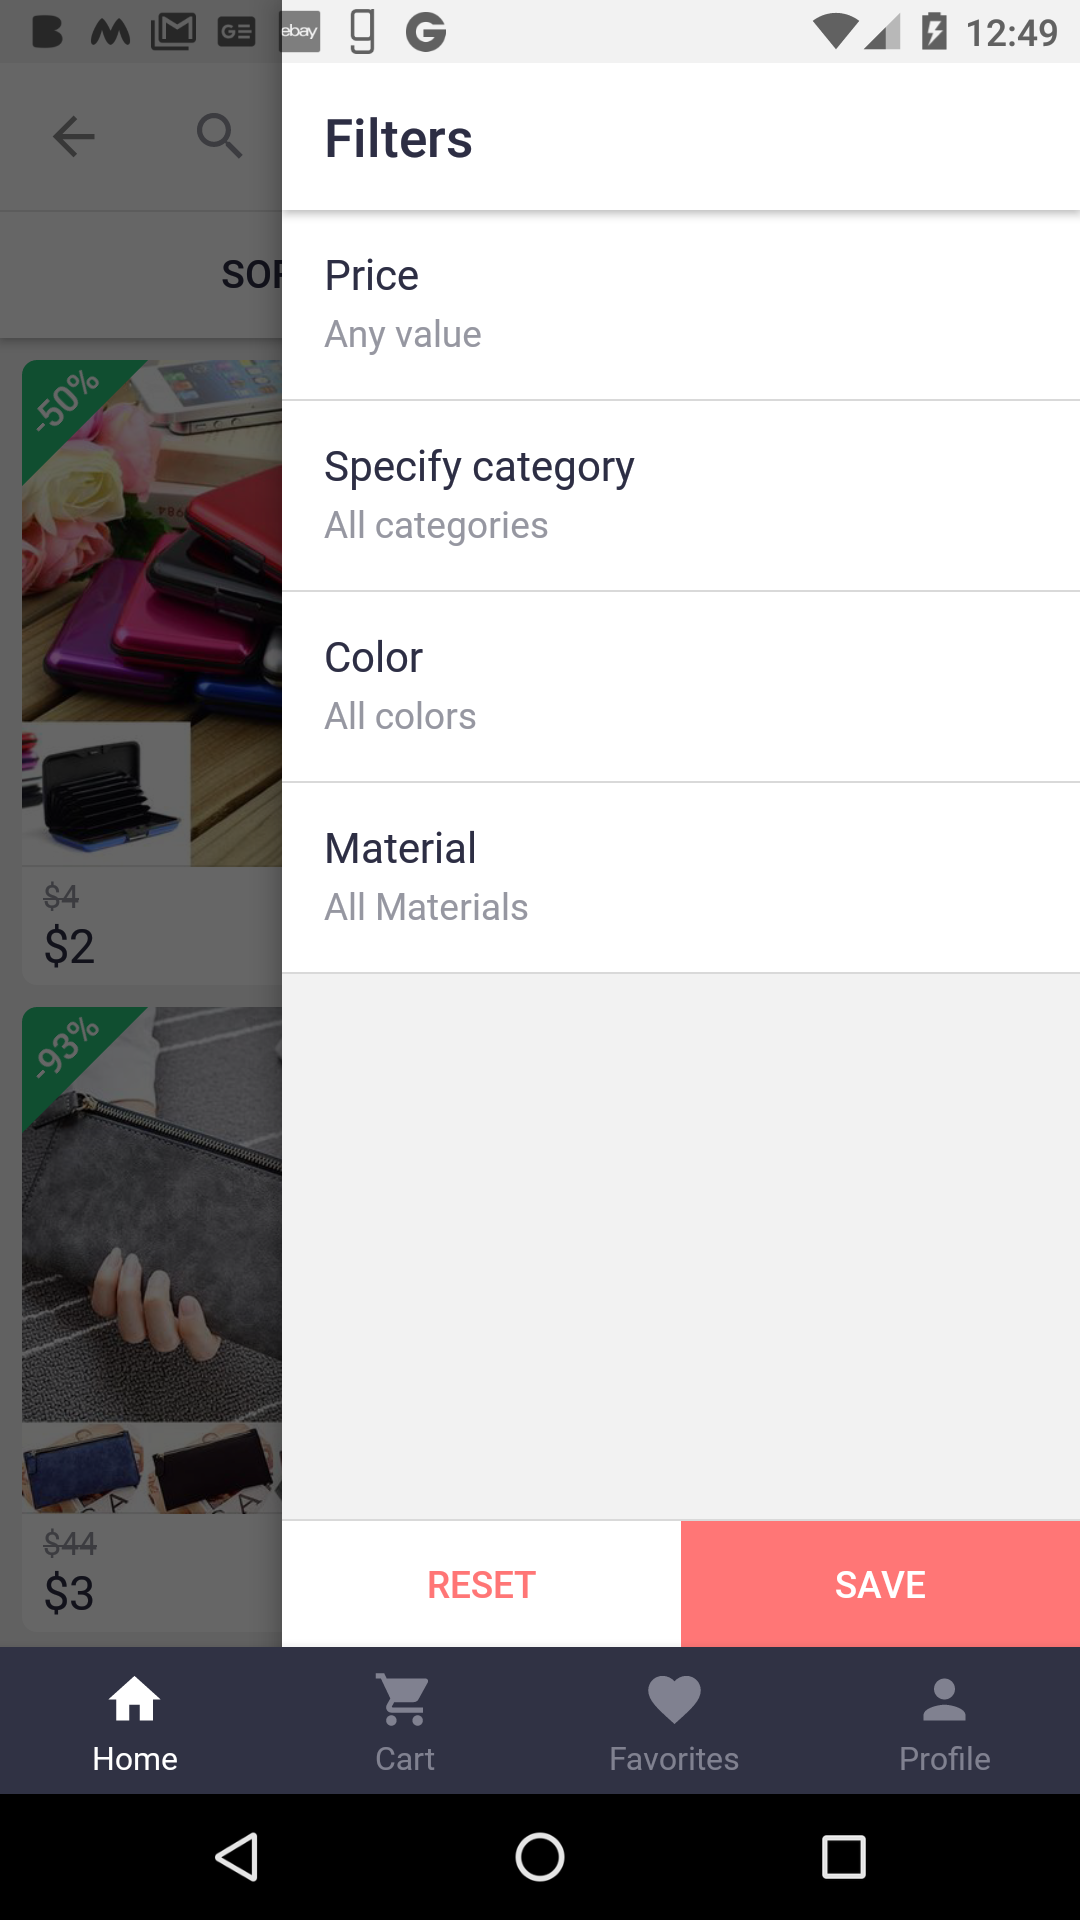 ebay
12:49
Filters
SOR
Price
Any value
Specify category
All categories
Color
All colors
Material
All Materials
-50%
$4
$2
-93%
$44
$3
RESET
SAVE
Home
Cart
Favorites
Profile